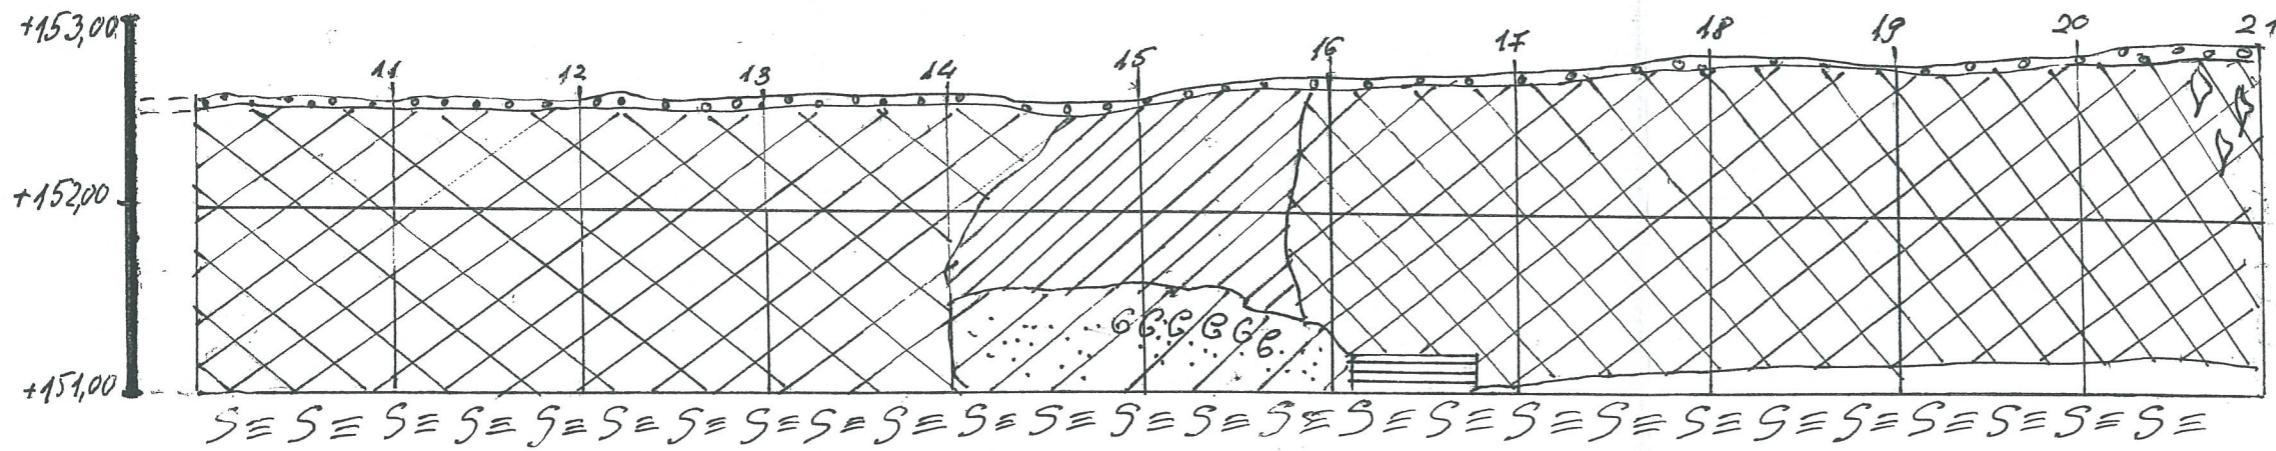 +153,00
11 12 13 14 15 16 17 18 19 20 21
+152,00
+151,00
S≡ S≡ S≡ S≡ S≡ S≡ S≡ S≡ S≡ S≡ S≡ S≡ S≡ S≡ S≡ S≡ S≡ S≡ S≡ S≡ S≡ S≡ S≡ S≡